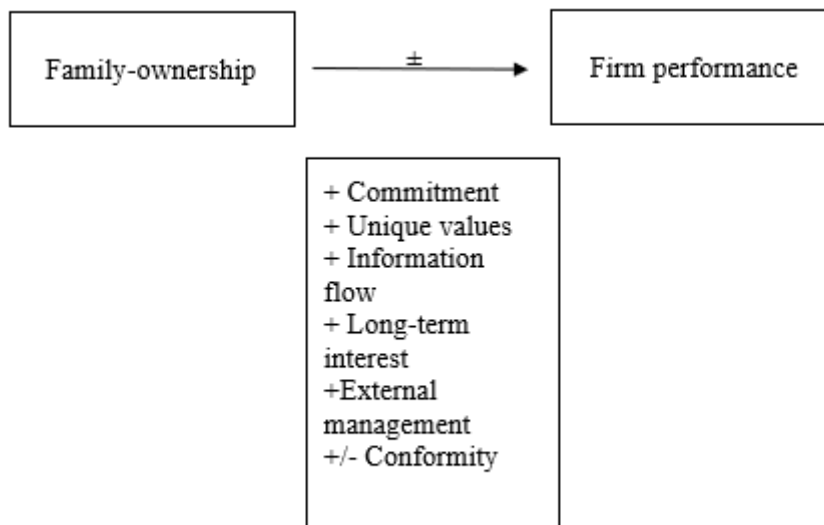 Family-ownership
±
Firm performance
+ Commitment
+ Unique values
+ Information
flow
+ Long-term
interest
+External
management
+/- Conformity